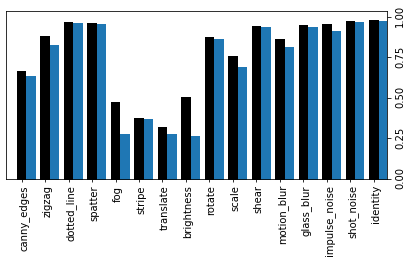 1.00
0.75
0.50
0.25
0.00
canny_edges
zigzag
dotted_line
spatter
fog
stripe
translate
brightness
rotate
scale
shear
motion_blur
glass_blur
impulse_noise
shot_noise
identity